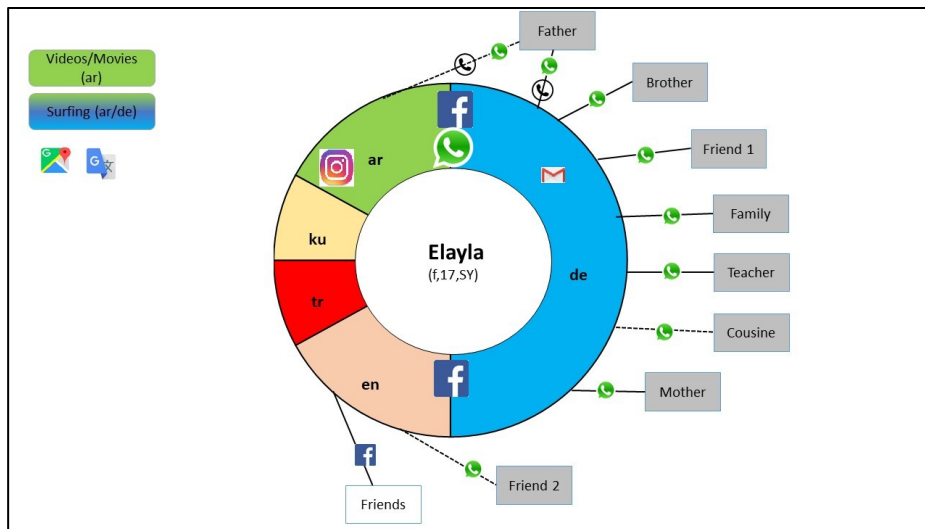 Videos/Movies
(ar)
Surfing (ar/de)
Father
Brother
Friend 1
Family
Teacher
Cousine
Mother
Friend 2
Friends
ar
ku
tr
en
de
Elayla
(f,17,SY)